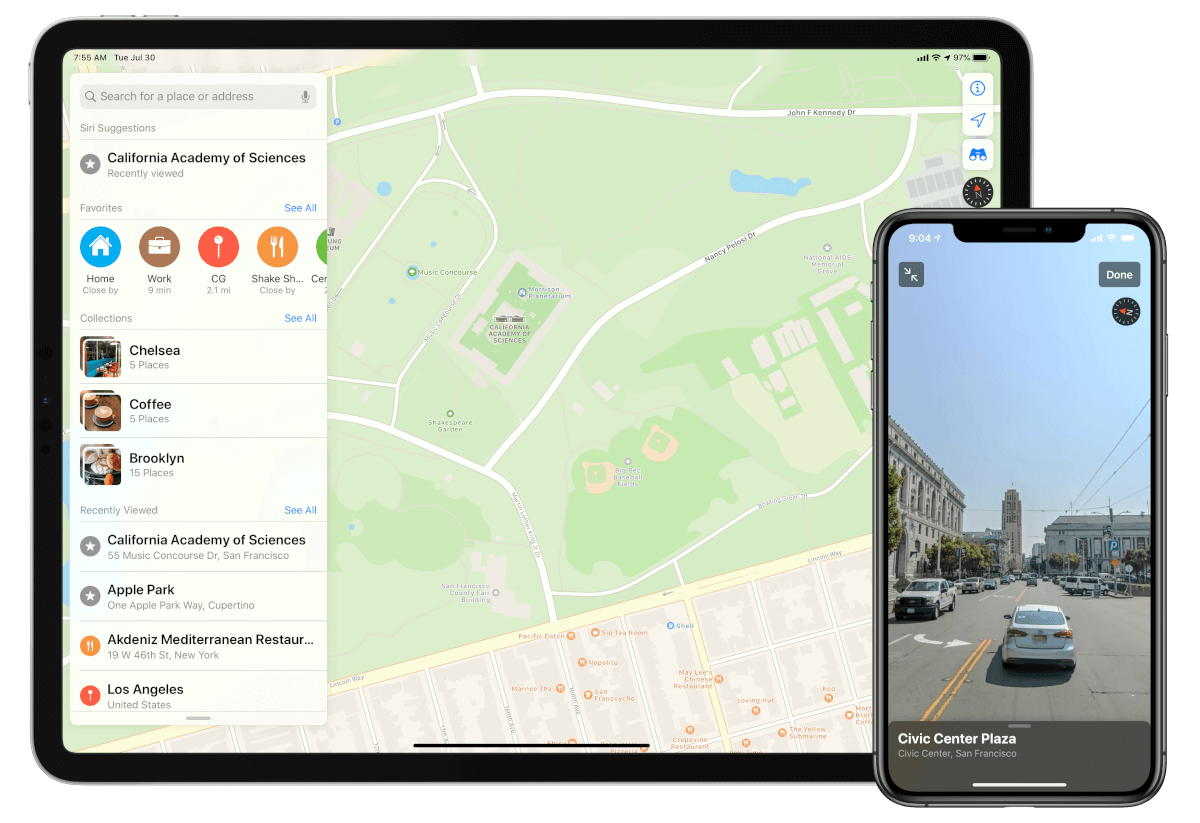 7:55 AM Tue Jul 30
97%
Search for a place or address
Siri Suggestions
California Academy of Sciences
Recently viewed
Favorites
See All
Home
Close by
Work
9 min
CG
2.1 mi
Shake Sh...
Close by
Collections
See All
Chelsea
5 Places
Coffee
5 Places
Brooklyn
15 Places
Recently Viewed
See All
California Academy of Sciences
55 Music Concourse Dr, San Francisco
Apple Park
One Apple Park Way, Cupertino
Akdeniz Mediterranean Restaur...
19 W 46th St, New York
Los Angeles
United States
John F Kennedy Dr
Nancy Pelosi Dr
National AIDS
Memorial
Grove
Music Concourse
Music Concourse Dr
Morrison
Planetarium
CALIFORNIA
ACADEMY OF
SCIENCES
Shakespeare
Garden
Big Rec
Baseball
Fields
Bowling Green Dr
Martin Luther King Jr Dr
Lincoln Way
San Francisco
County Fair
Building
Lincoln Way
Pacific Catch
Sip Tea Room
Shell
Nopalito
Marnee Thai
San
Fransoycho
May Lee's
Chinese
Restaurant
Loving Hut
Koo
The Yellow
Submarine
Crepevine
Restaurant
Tenth Ave
9:04
Done
N
P
Civic Center Plaza
Civic Center, San Francisco